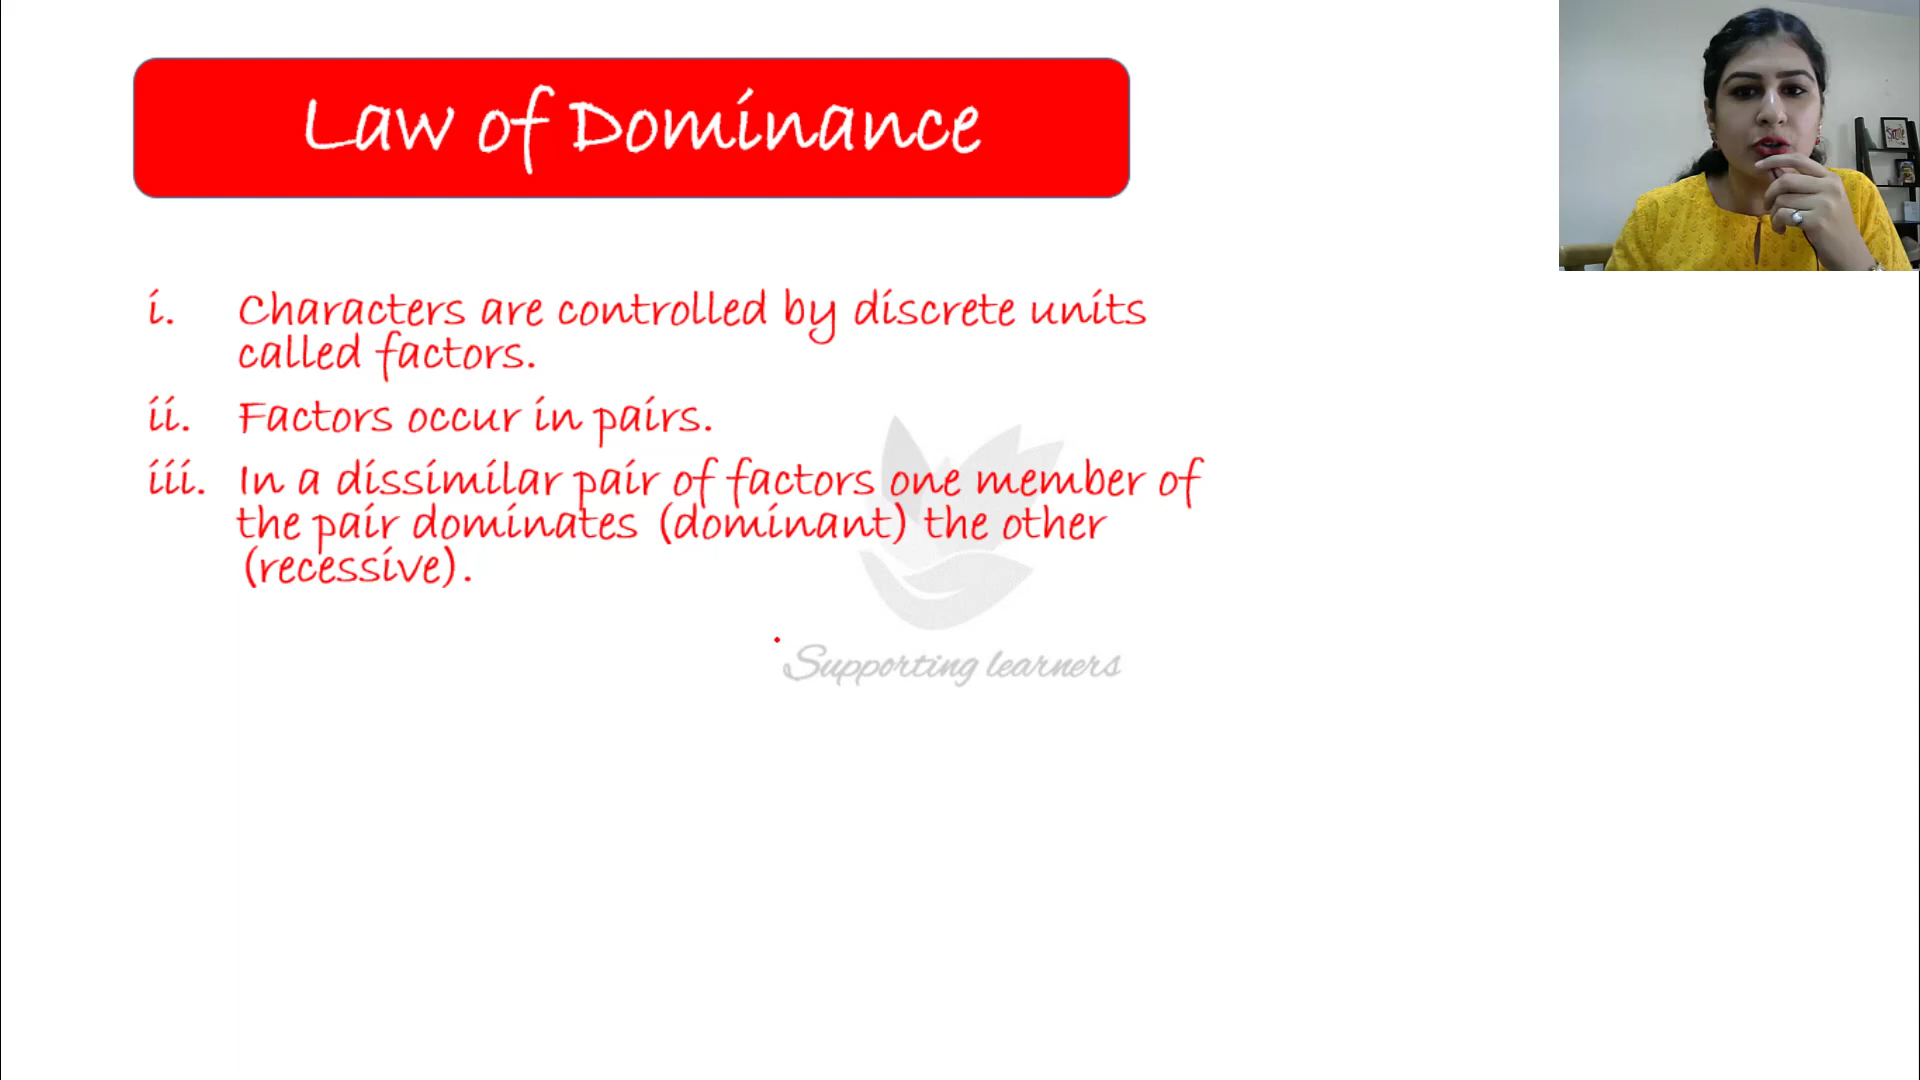 Law of Dominance
i. Characters are controlled by discrete units
called factors.
ii. Factors occur in pairs.
iii. In a dissimilar pair of factors one member of
the pair dominates (dominant) the other
(recessive).
Supporting learners